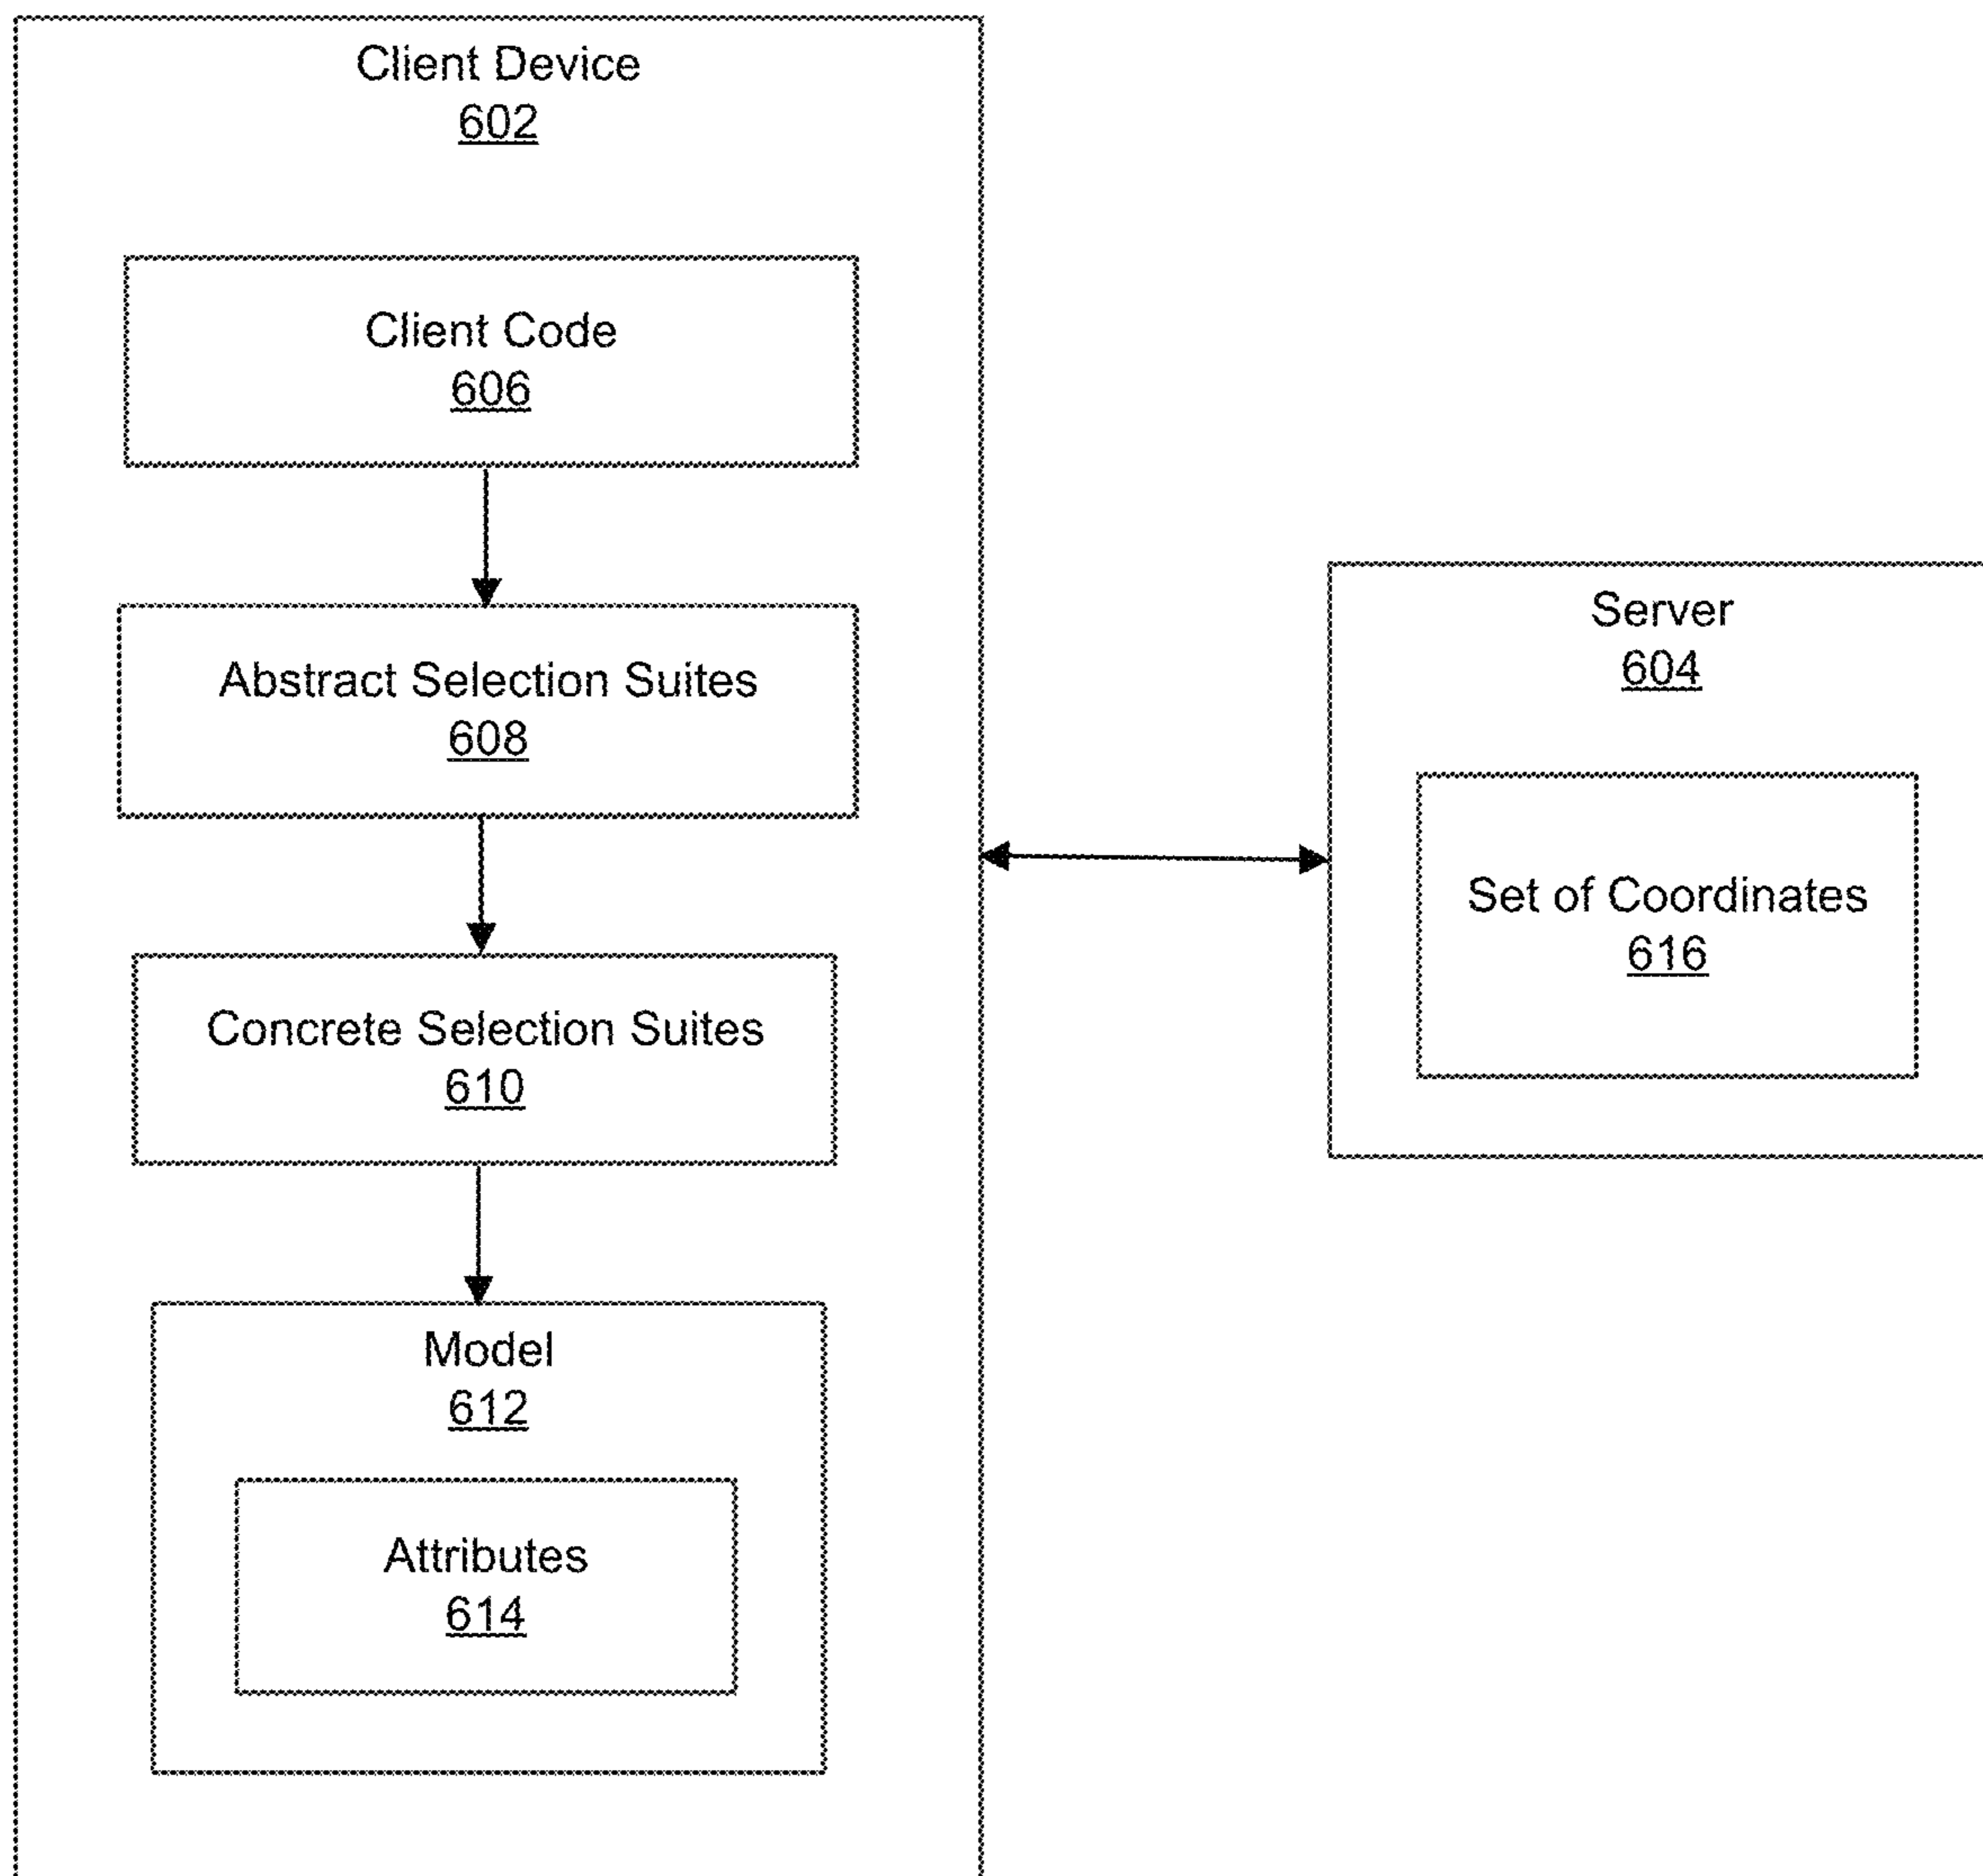 Client Device
602
Client Code
606
Abstract Selection Suites
608
Concrete Selection Suites
610
Model
612
Attributes
614
Server
604
Set of Coordinates
616